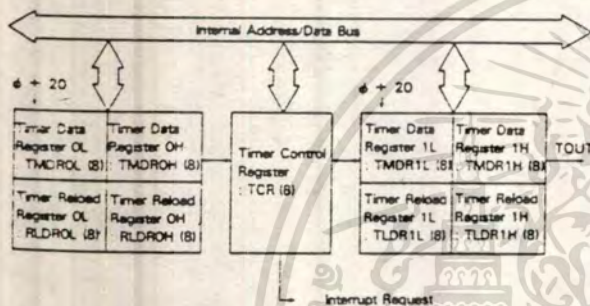 Internal Address/Data Bus
ϕ ÷ 20
ϕ ÷ 20
Timer Data
Register 0L
: TMDR0L (8)
Timer Data
Register 0H
: TMDR0H (8)
Timer Reload
Register 0L
: RLDR0L (8)
Timer Reload
Register 0H
: RLDR0H (8)
Timer Control
Register
: TCR (8)
Timer Data
Register 1L
: TMDR1L (8)
Timer Data
Register 1H
: TMDR1H (8)
TOUT
Timer Reload
Register 1L
: TLDR1L (8)
Timer Reload
Register 1H
: TLDR1H (8)
Interrupt Request